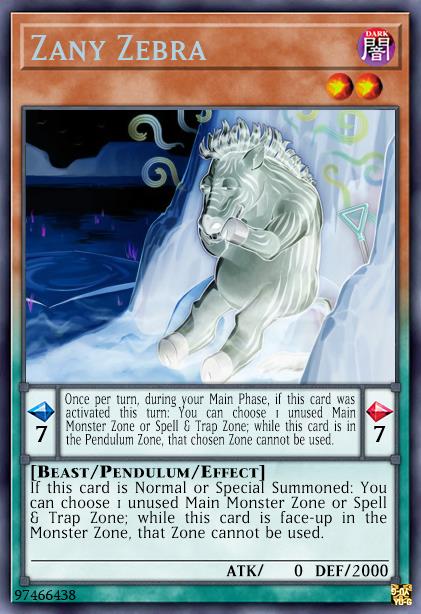 Zany Zebra
DARK
闇
Once per turn, during your Main Phase, if this card was
activated this turn: You can choose 1 unused Main
Monster Zone or Spell & Trap Zone; while this card is in
the Pendulum Zone, that chosen Zone cannot be used.
7
7
[Beast/Pendulum/Effect]
If this card is Normal or Special Summoned: You
can choose 1 unused Main Monster Zone or Spell
& Trap Zone; while this card is face-up in the
Monster Zone, that Zone cannot be used.
ATK/ 0 DEF/2000
97466438